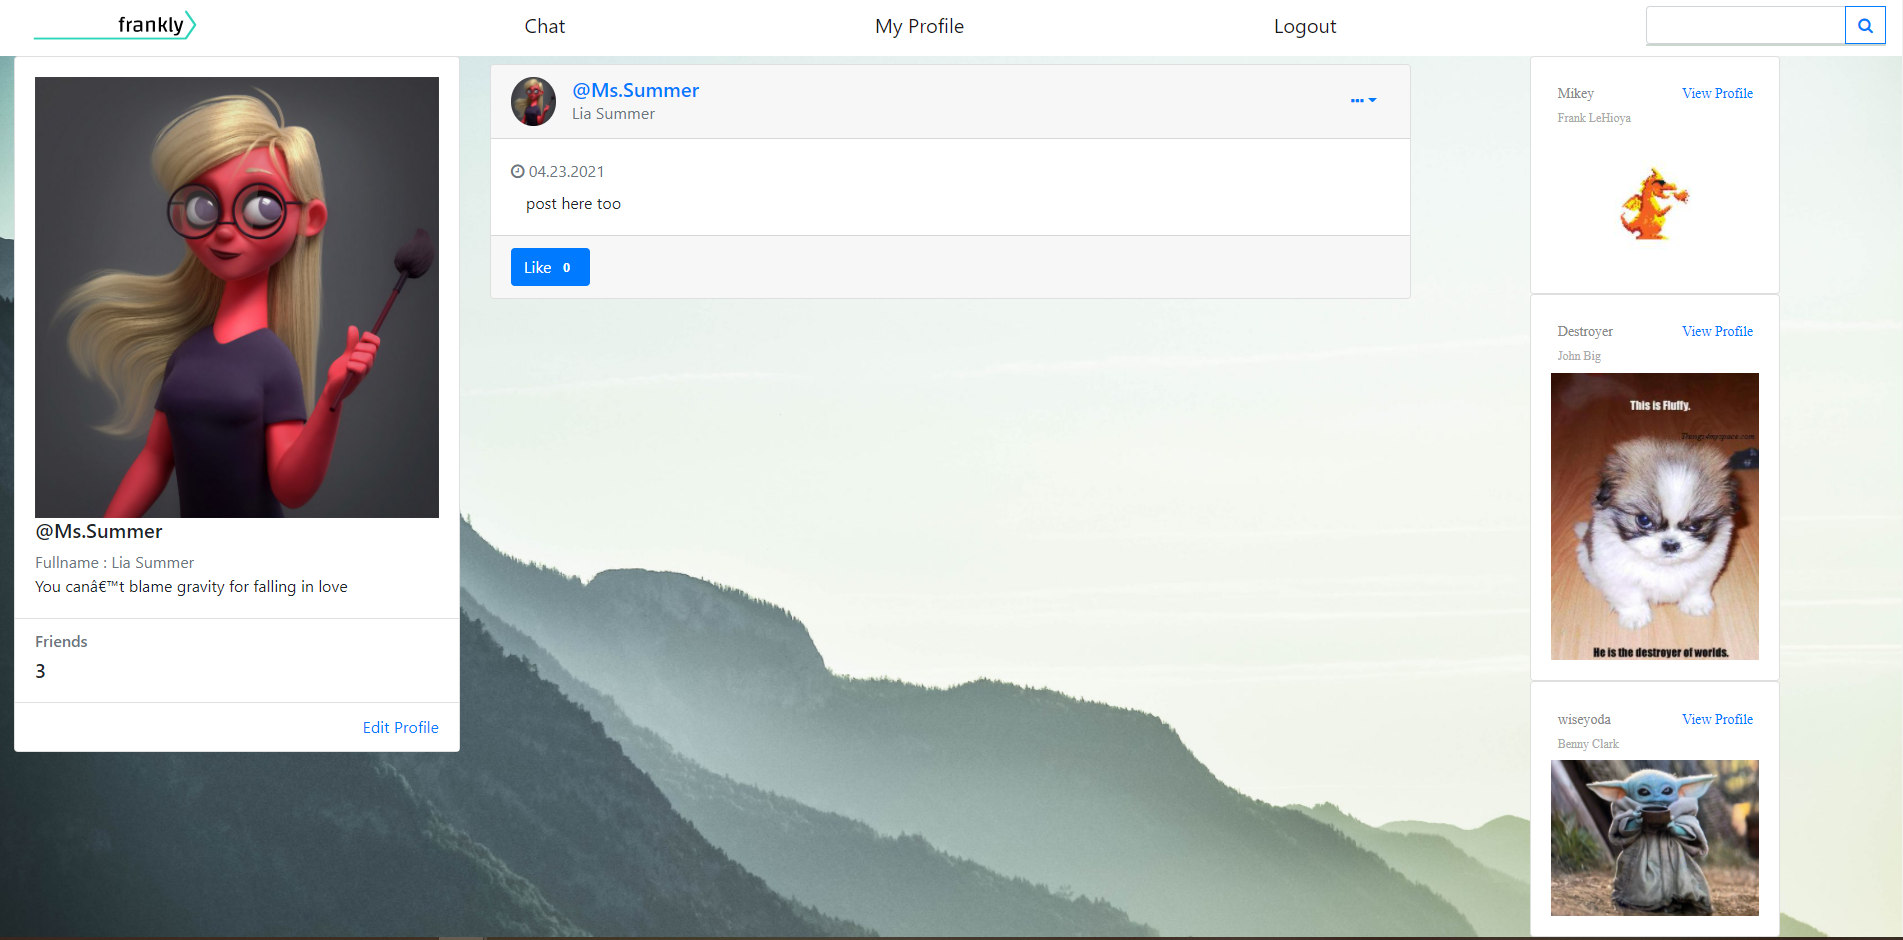 frankly
Chat
My Profile
Logout
@Ms.Summer
Fullname : Lia Summer
You canâ€™t blame gravity for falling in love
Friends
3
Edit Profile
@Ms.Summer
Lia Summer
04.23.2021
post here too
Like 0
Mikey View Profile
Frank LeHioya
Destroyer View Profile
John Big
This is Fluffy.
He is the destroyer of worlds.
wiseyoda View Profile
Benny Clark